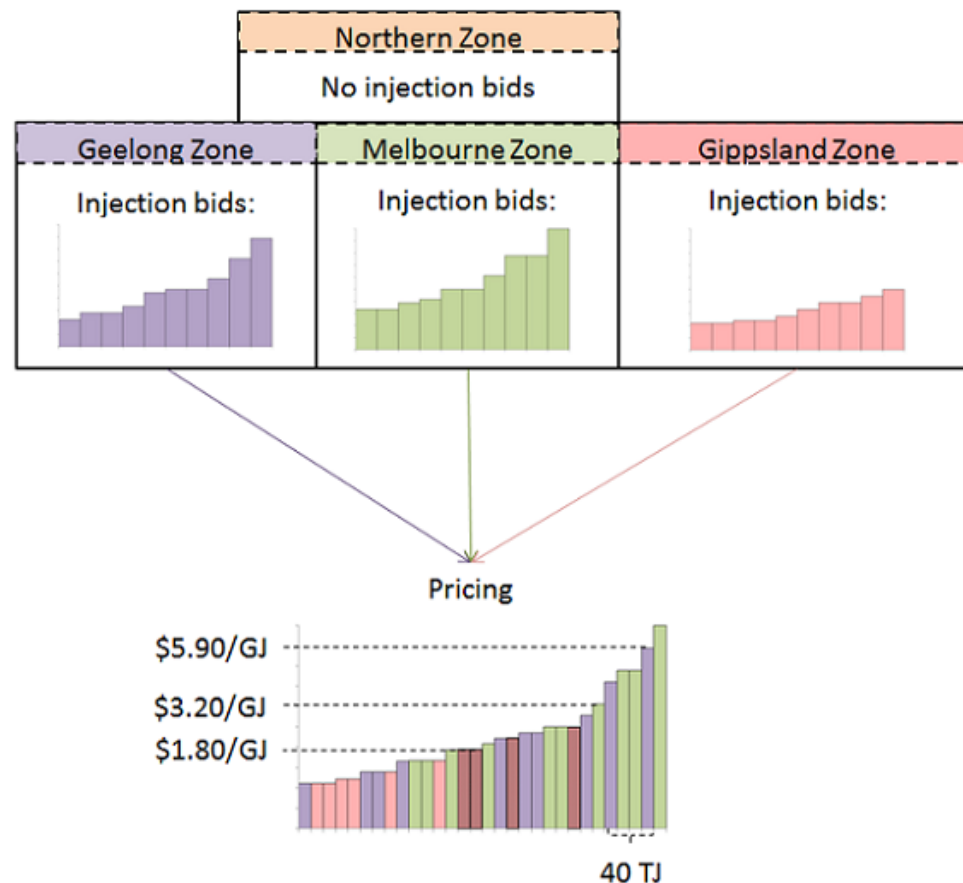 Northern Zone
No injection bids
Geelong Zone
Melbourne Zone
Gippsland Zone
Injection bids:
Injection bids:
Injection bids:
Pricing
$5.90/GJ
$3.20/GJ
$1.80/GJ
40 TJ